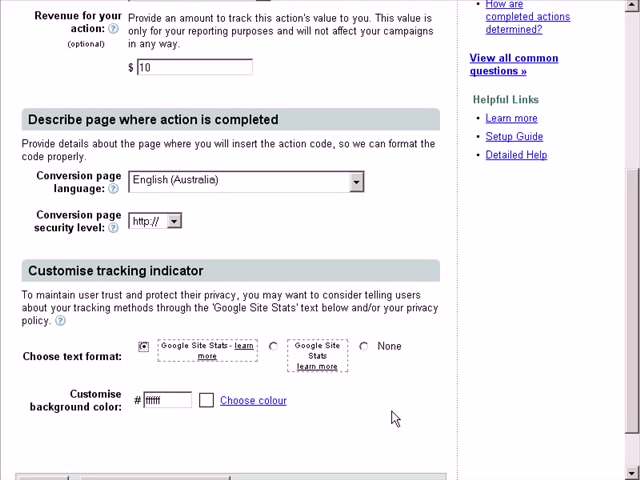 Revenue for your action:
(optional)
Provide an amount to track this action's value to you. This value is only for your reporting purposes and will not affect your campaigns in any way.
$ 10
Describe page where action is completed
Provide details about the page where you will insert the action code, so we can format the code properly.
Conversion page language:
English (Australia)
Conversion page security level:
http://
Customise tracking indicator
To maintain user trust and protect their privacy, you may want to consider telling users about your tracking methods through the 'Google Site Stats' text below and/or your privacy policy.
Choose text format:
Google Site Stats - learn more
Google Site Stats
learn more
None
Customise background color:
# ffffff
Choose colour
How are completed actions determined?
View all common questions »
Helpful Links
Learn more
Setup Guide
Detailed Help